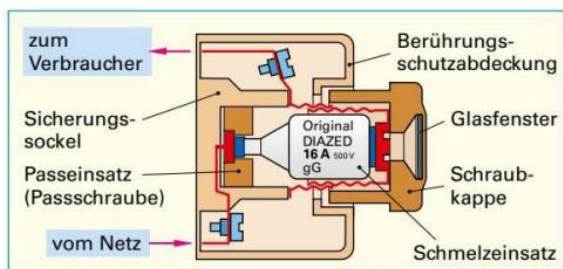 zum
Verbraucher
Sicherungs-
sockel
Passeinsatz
(Passschraube)
vom Netz
Original
DIAZED
16 A 500 V
gG
Berührungs-
schutzabdeckung
Glasfenster
Schraub-
kappe
Schmelzeinsatz